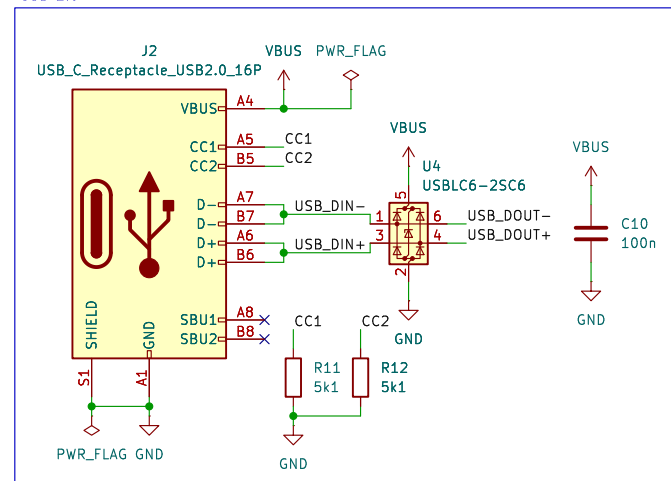 J2
USB_C_Receptacle_USB2.0_16P
VBUS
PWR_FLAG
VBUS A4
CC1 A5 CC1
CC2 B5 CC2
D- A7 USB_DIN-
D- B7
D+ A6 USB_DIN+
D+ B6
SBU1 A8
SBU2 B8
SHIELD
GND
S1
A1
PWR_FLAG GND
VBUS
U4
USBLC6-2SC6
5
1 6 USB_DOUT-
3 4 USB_DOUT+
2
GND
VBUS
C10
100n
GND
CC1 CC2
R11 R12
5k1 5k1
GND